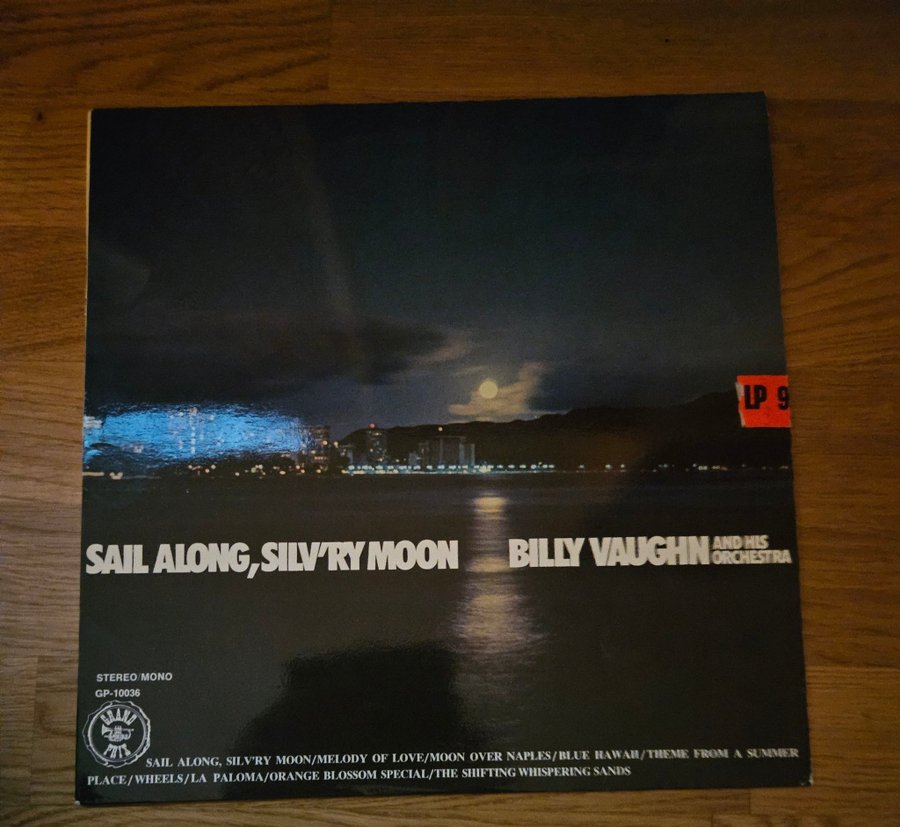 LP 9
SAIL ALONG, SILV'RY MOON
BILLY VAUGHN AND HIS ORCHESTRA
STEREO/MONO
GP-10036
GRAND PRIX
SAIL ALONG, SILV'RY MOON/MELODY OF LOVE/MOON OVER NAPLES/BLUE HAWAII/THEME FROM A SUMMER
PLACE/WHEELS/LA PALOMA/ORANGE BLOSSOM SPECIAL/THE SHIFTING WHISPERING SANDS